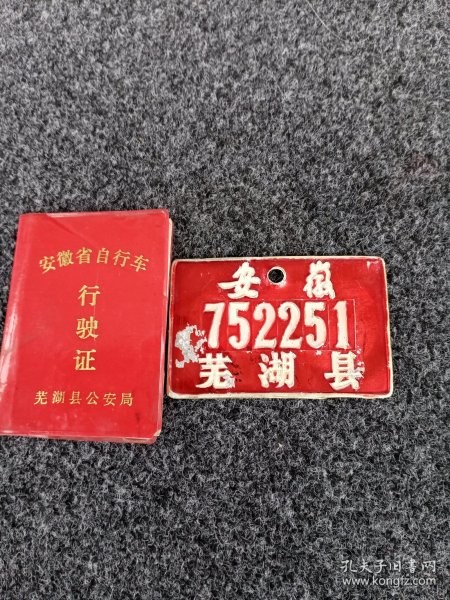 安徽省自行车
行驶证
芜湖县公安局
安徽
752251
芜湖县
孔夫子旧书网
www.kongfz.com